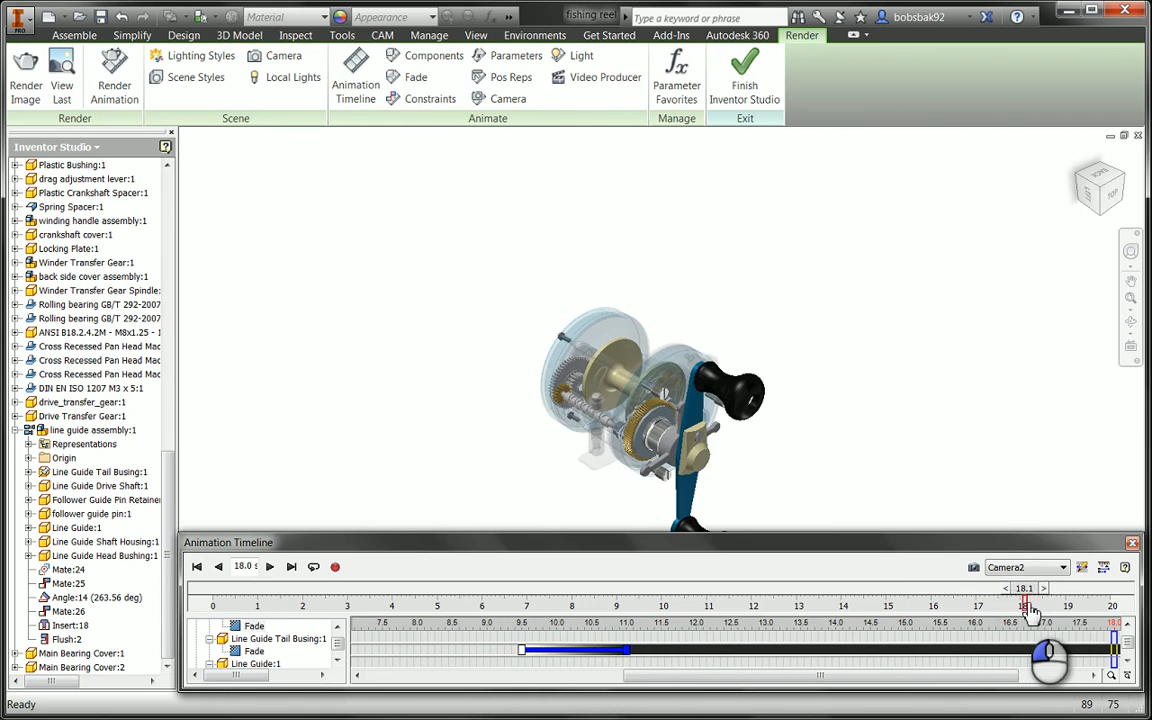 Material
Appearance
fishing reel
Type a keyword or phrase
bobsbak92
PRO
Assemble Simplify Design 3D Model Inspect Tools CAM Manage View Environments Get Started Add-Ins Autodesk 360 Render
Lighting Styles Camera Components Parameters Light
Scene Styles Local Lights Fade Pos Reps Video Producer
Constraints Camera
Render Image
View Last
Render Animation
Animation Timeline
Parameter Favorites
Finish Inventor Studio
Render Scene Animate Manage Exit
Inventor Studio
Plastic Bushing:1
drag adjustment lever:1
Plastic Crankshaft Spacer:1
Spring Spacer:1
winding handle assembly:1
crankshaft cover:1
Locking Plate:1
Winder Transfer Gear:1
back side cover assembly:1
Winder Transfer Gear Spindle:
Rolling bearing GB/T 292-2007
Rolling bearing GB/T 292-2007
ANSI B18.2.4.2M - M8x1.25 - 1
Cross Recessed Pan Head Mac
Cross Recessed Pan Head Mac
DIN EN ISO 1207 M3 x 5:1
drive_transfer_gear:1
Drive Transfer Gear:1
line guide assembly:1
Representations
Origin
Line Guide Tail Busing:1
Line Guide Drive Shaft:1
Follower Guide Pin Retaine
follower guide pin:1
Line Guide:1
Line Guide Shaft Housing:1
Line Guide Head Bushing:1
Mate:24
Mate:25
Angle:14 (263.56 deg)
Mate:26
Insert:18
Flush:2
Main Bearing Cover:1
Main Bearing Cover:2
BACK
LEFT
TOP
Animation Timeline
18.0 s
Camera2
< 18.1 >
0 1 2 3 4 5 6 7 8 9 10 11 12 13 14 15 16 17 18 19 20
7.5 8.0 8.5 9.0 9.5 10.0 10.5 11.0 11.5 12.0 12.5 13.0 13.5 14.0 14.5 15.0 15.5 16.0 16.5 17.0 17.5 18.0
Fade
Line Guide Tail Busing:1
Fade
Line Guide:1
Ready
89 75